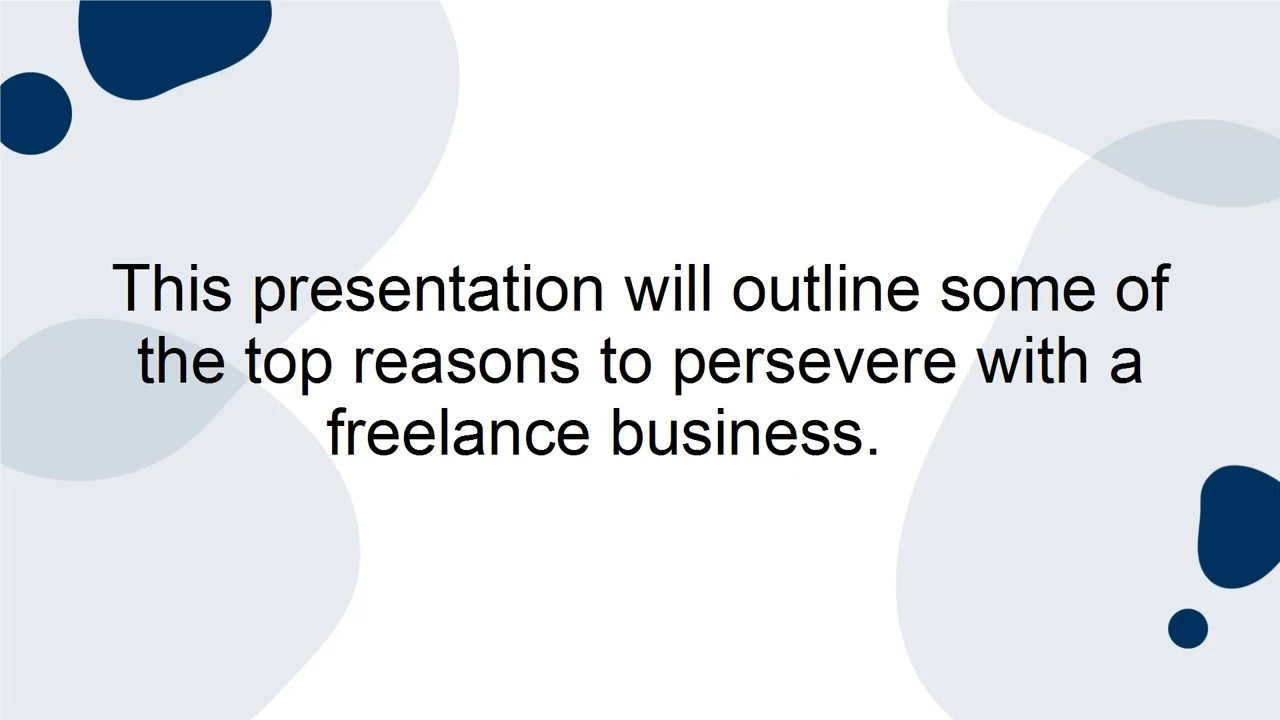 This presentation will outline some of
the top reasons to persevere with a
freelance business.